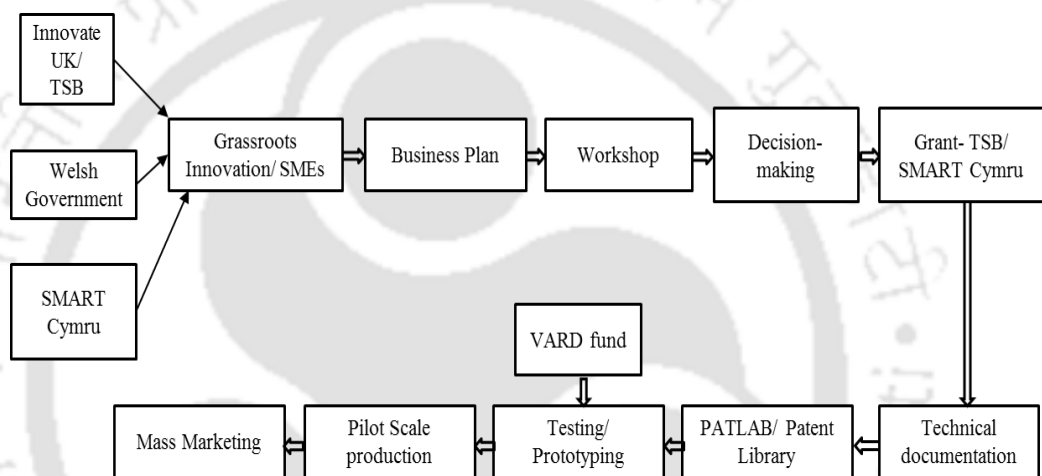 Innovate
UK/
TSB
Welsh
Government
SMART
Cymru
Grassroots
Innovation/ SMEs
Business Plan
Workshop
Decision-
making
Grant- TSB/
SMART Cymru
VARD fund
Mass Marketing
Pilot Scale
production
Testing/
Prototyping
PATLAB/ Patent
Library
Technical
documentation